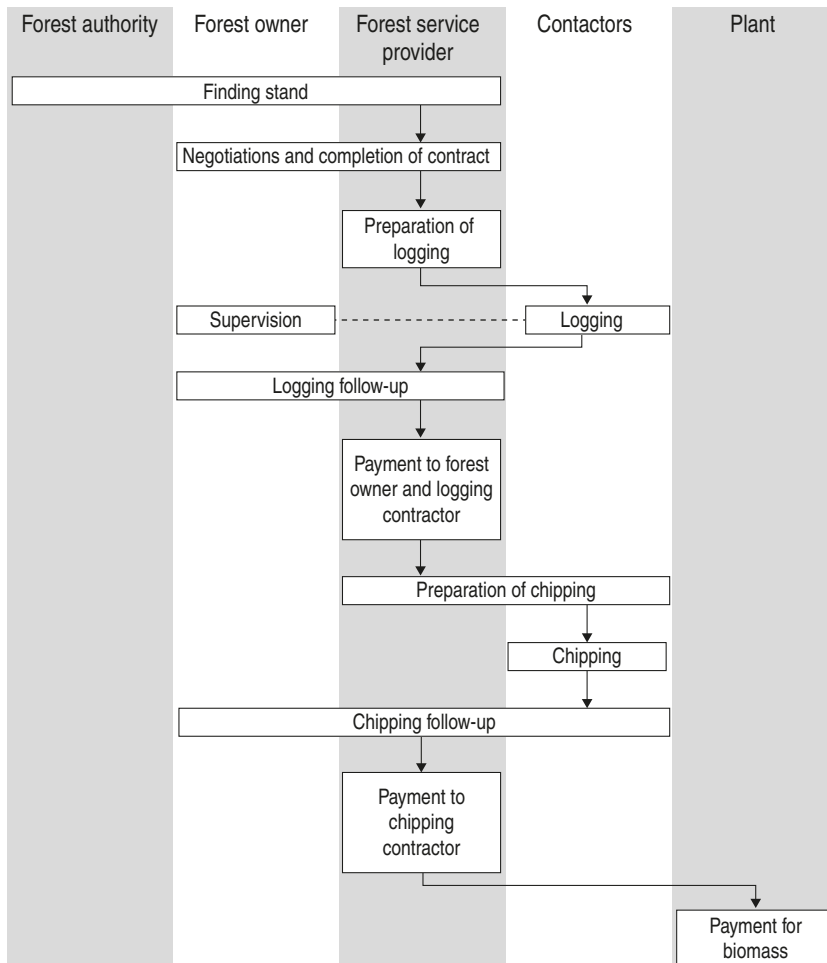 Forest authority
Forest owner
Forest service
provider
Contactors
Plant
Finding stand
Negotiations and completion of contract
Preparation of
logging
Supervision
Logging
Logging follow-up
Payment to forest
owner and logging
contractor
Preparation of chipping
Chipping
Chipping follow-up
Payment to
chipping
contractor
Payment for
biomass